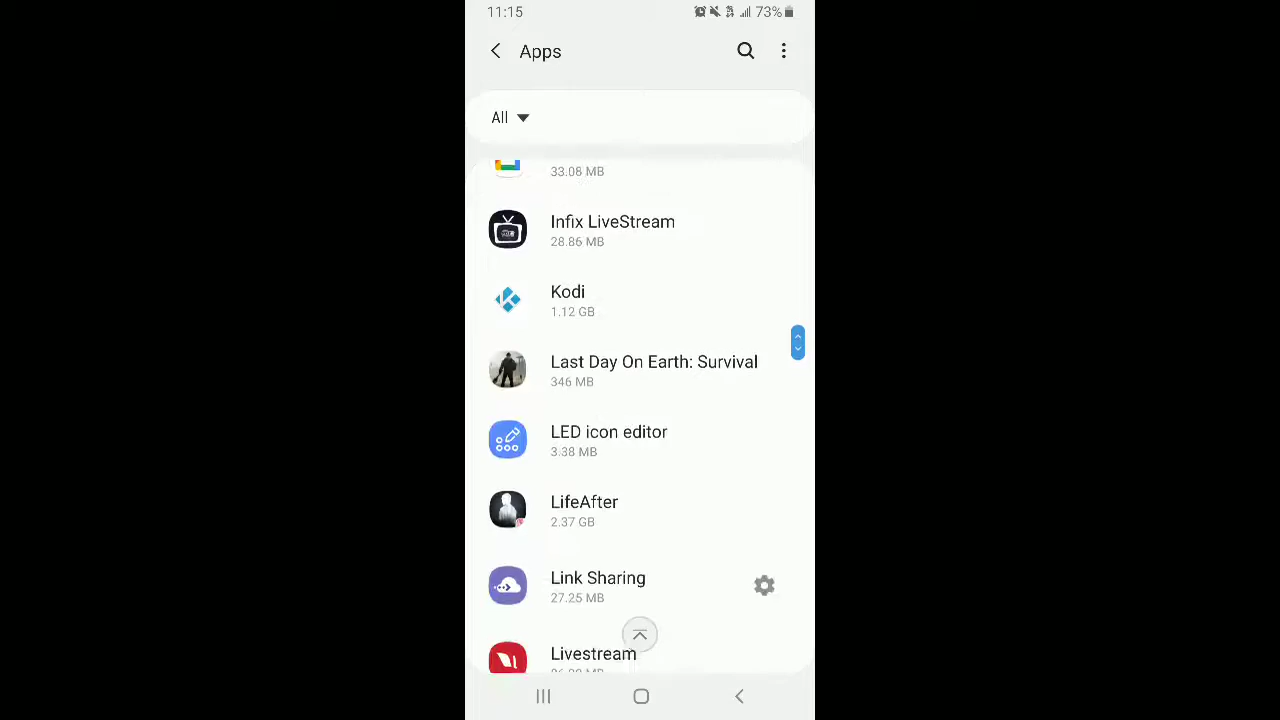 11:15
73%
Apps
All
33.08 MB
Infix LiveStream
28.86 MB
Kodi
1.12 GB
Last Day On Earth: Survival
346 MB
LED icon editor
3.38 MB
LifeAfter
2.37 GB
Link Sharing
27.25 MB
Livestream